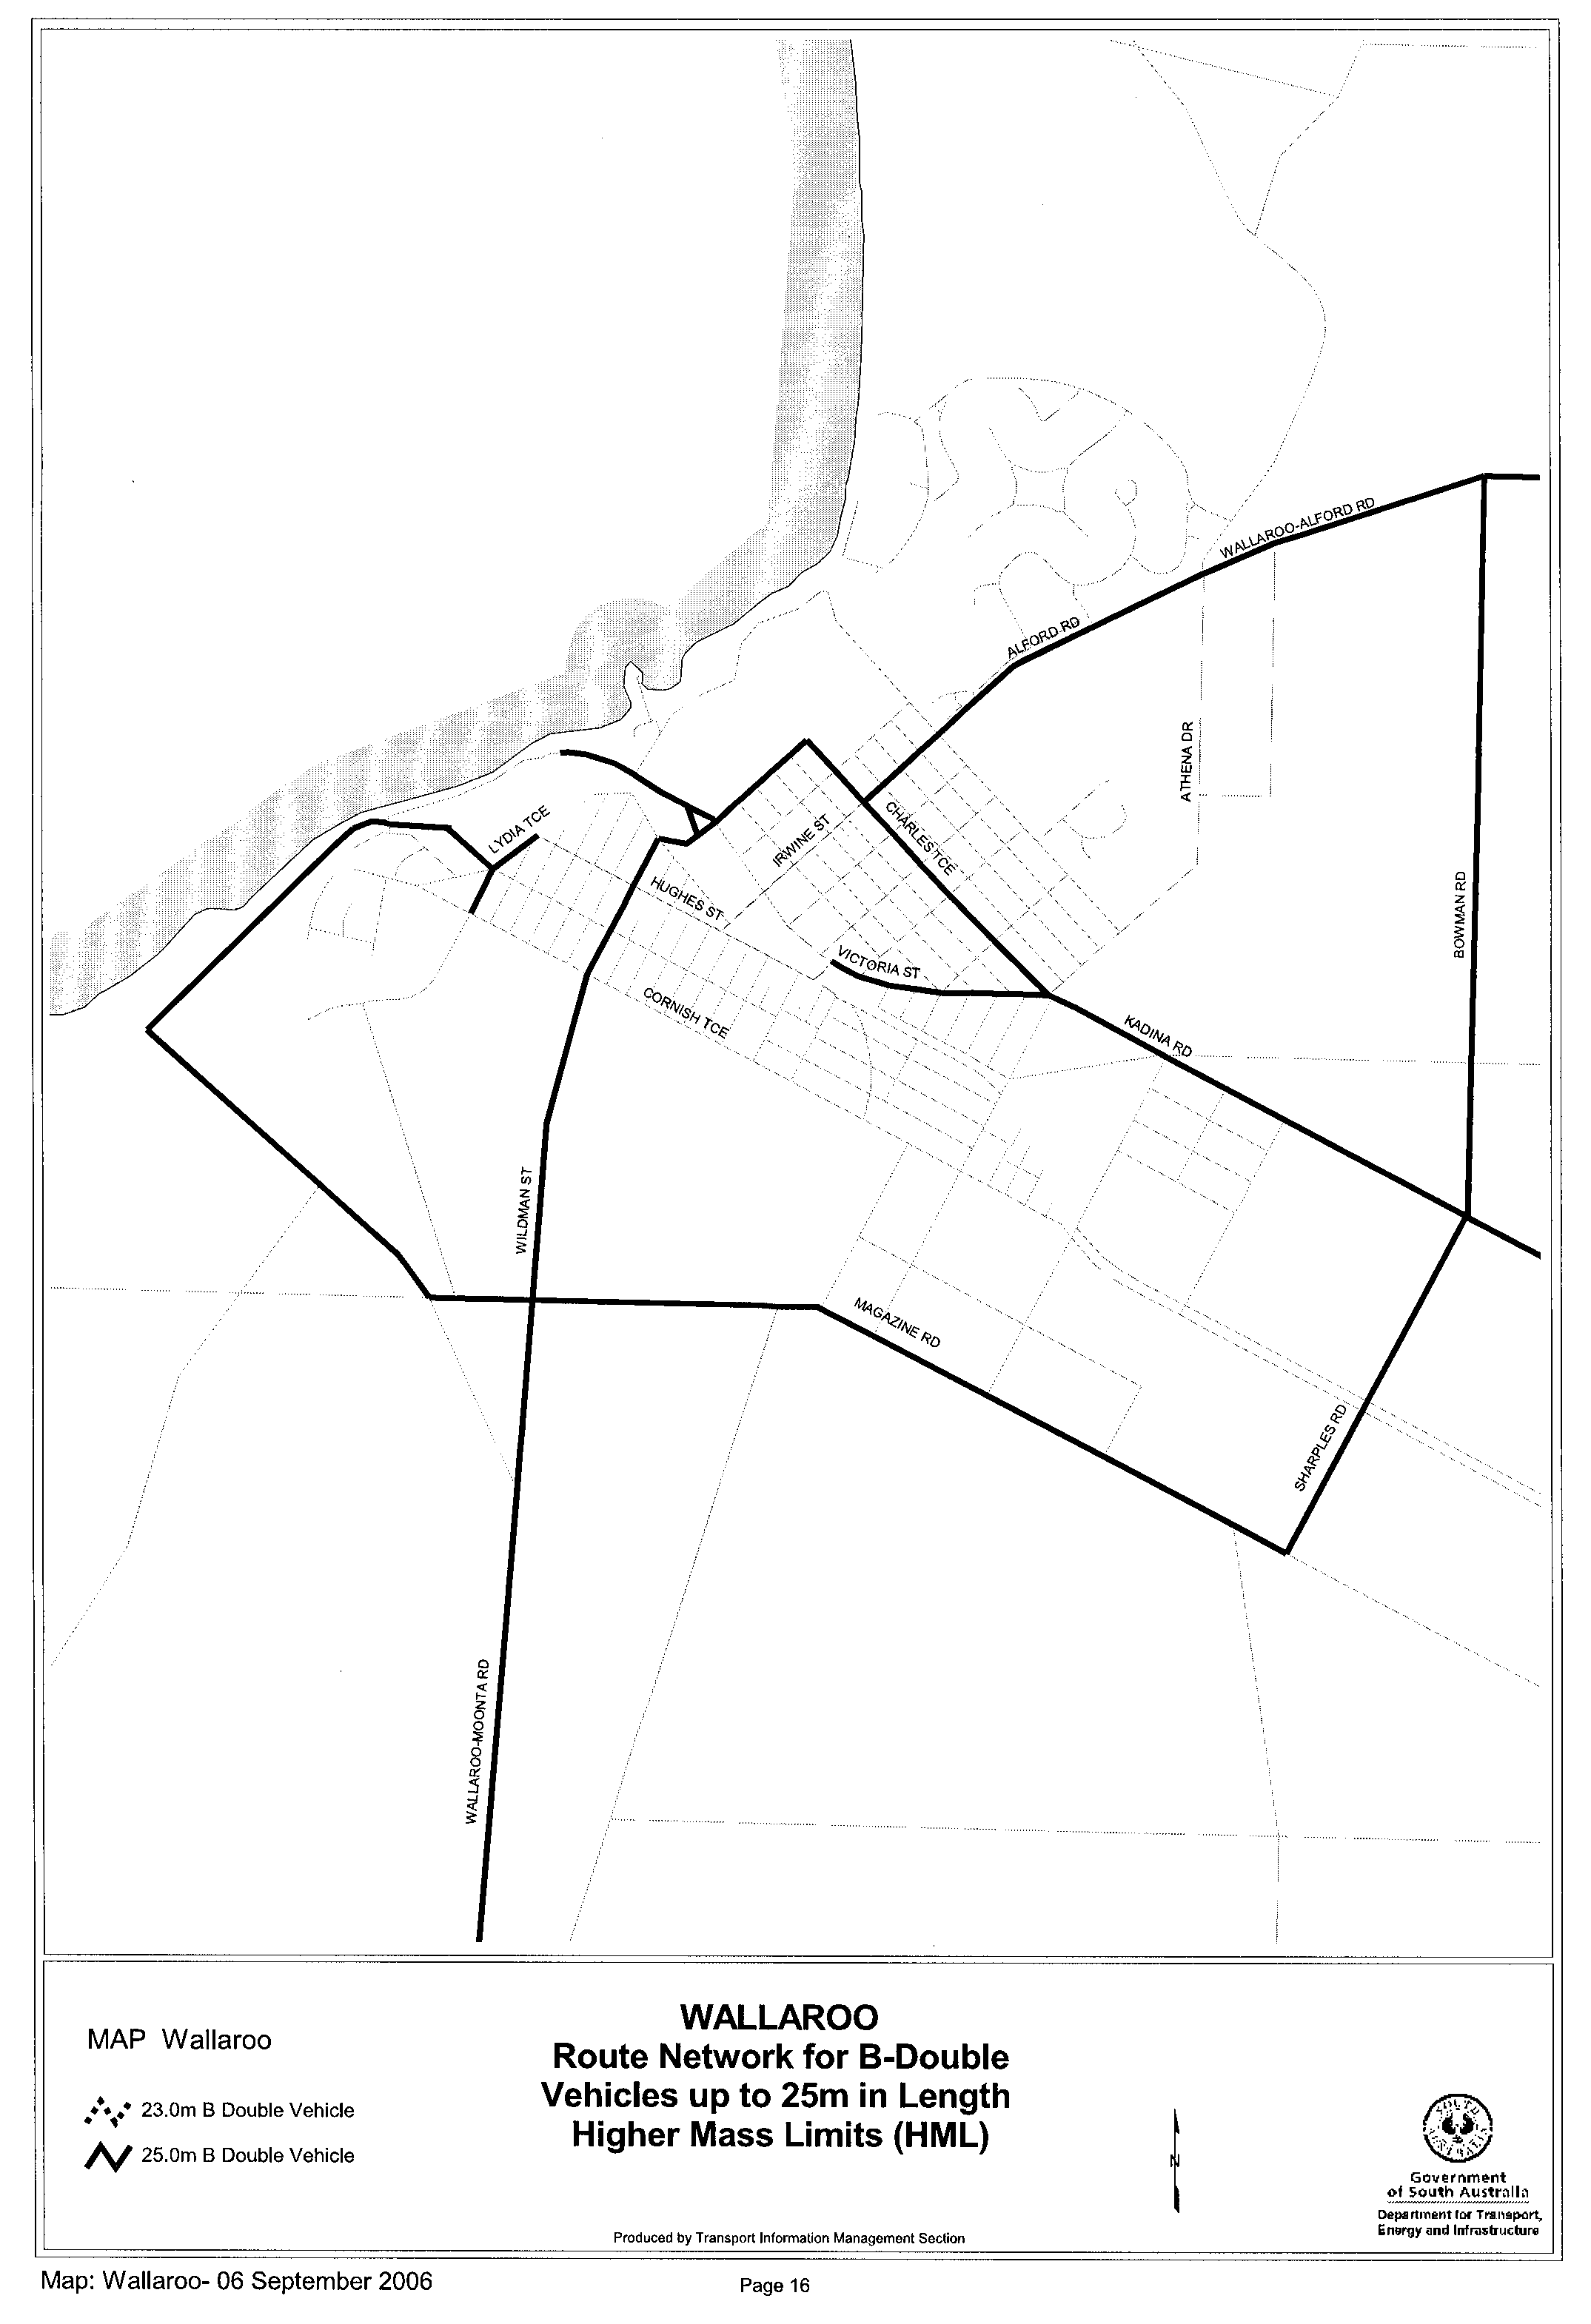 WALLAROO-ALFORD RD
ALFORD RD
ATHENA DR
LYDIA TCE
CHARLES TCE
IRWINE ST
HUGHES ST
BOWMAN RD
VICTORIA ST
CORNISH TCE
KADINA RD
WILDMAN ST
MAGAZINE RD
SHARPLES RD
WALLAROO-MOONTA RD
WALLAROO
Route Network for B-Double
Vehicles up to 25m in Length
Higher Mass Limits (HML)
MAP Wallaroo
23.0m B Double Vehicle
25.0m B Double Vehicle
N
SOUTH
AUSTRALIA
Government
of South Australia
Department for Transport,
Energy and Infrastructure
Produced by Transport Information Management Section
Map: Wallaroo- 06 September 2006
Page 16